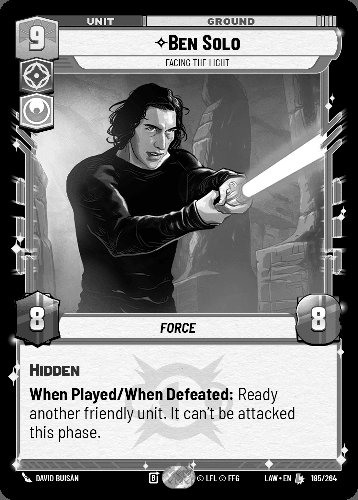 UNIT
GROUND
9
BEN SOLO
FACING THE LIGHT
8
FORCE
8
HIDDEN
When Played/When Defeated: Ready
another friendly unit. It can't be attacked
this phase.
DAVID BUISÁN
© LFL © FFG
LAW • EN
185/264